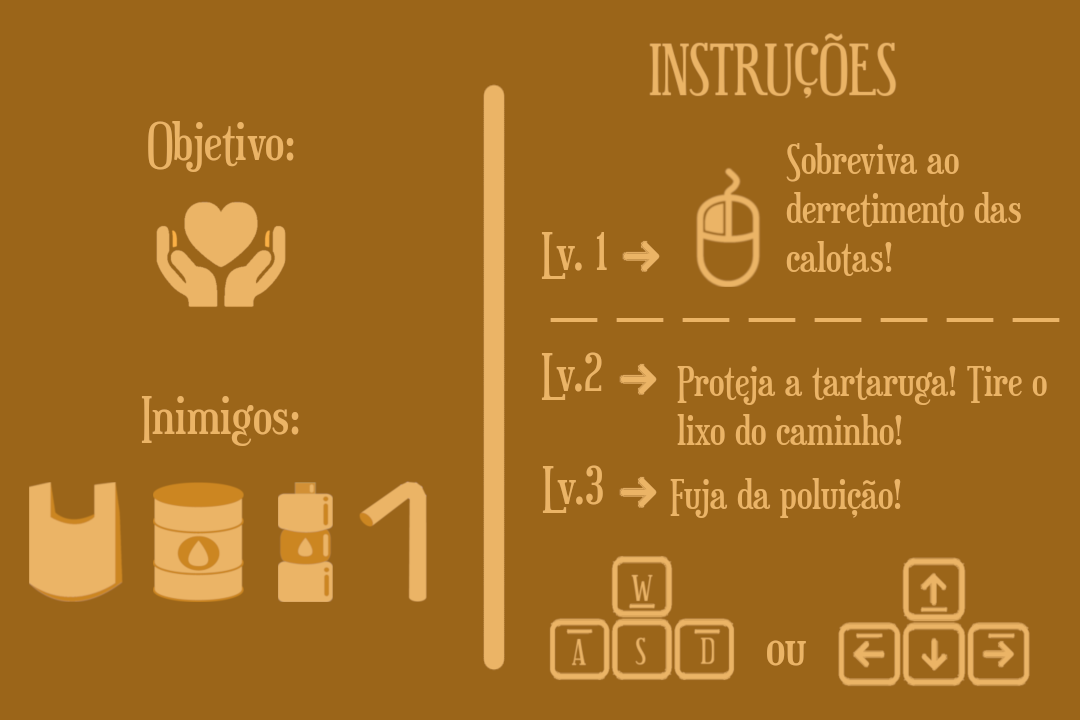 Objetivo:
Inimigos:
INSTRUÇÕES
Lv. 1
Sobreviva ao
derretimento das
calotas!
Lv.2
Proteja a tartaruga! Tire o
lixo do caminho!
Lv.3
Fuja da poluição!
W
A S D
ou